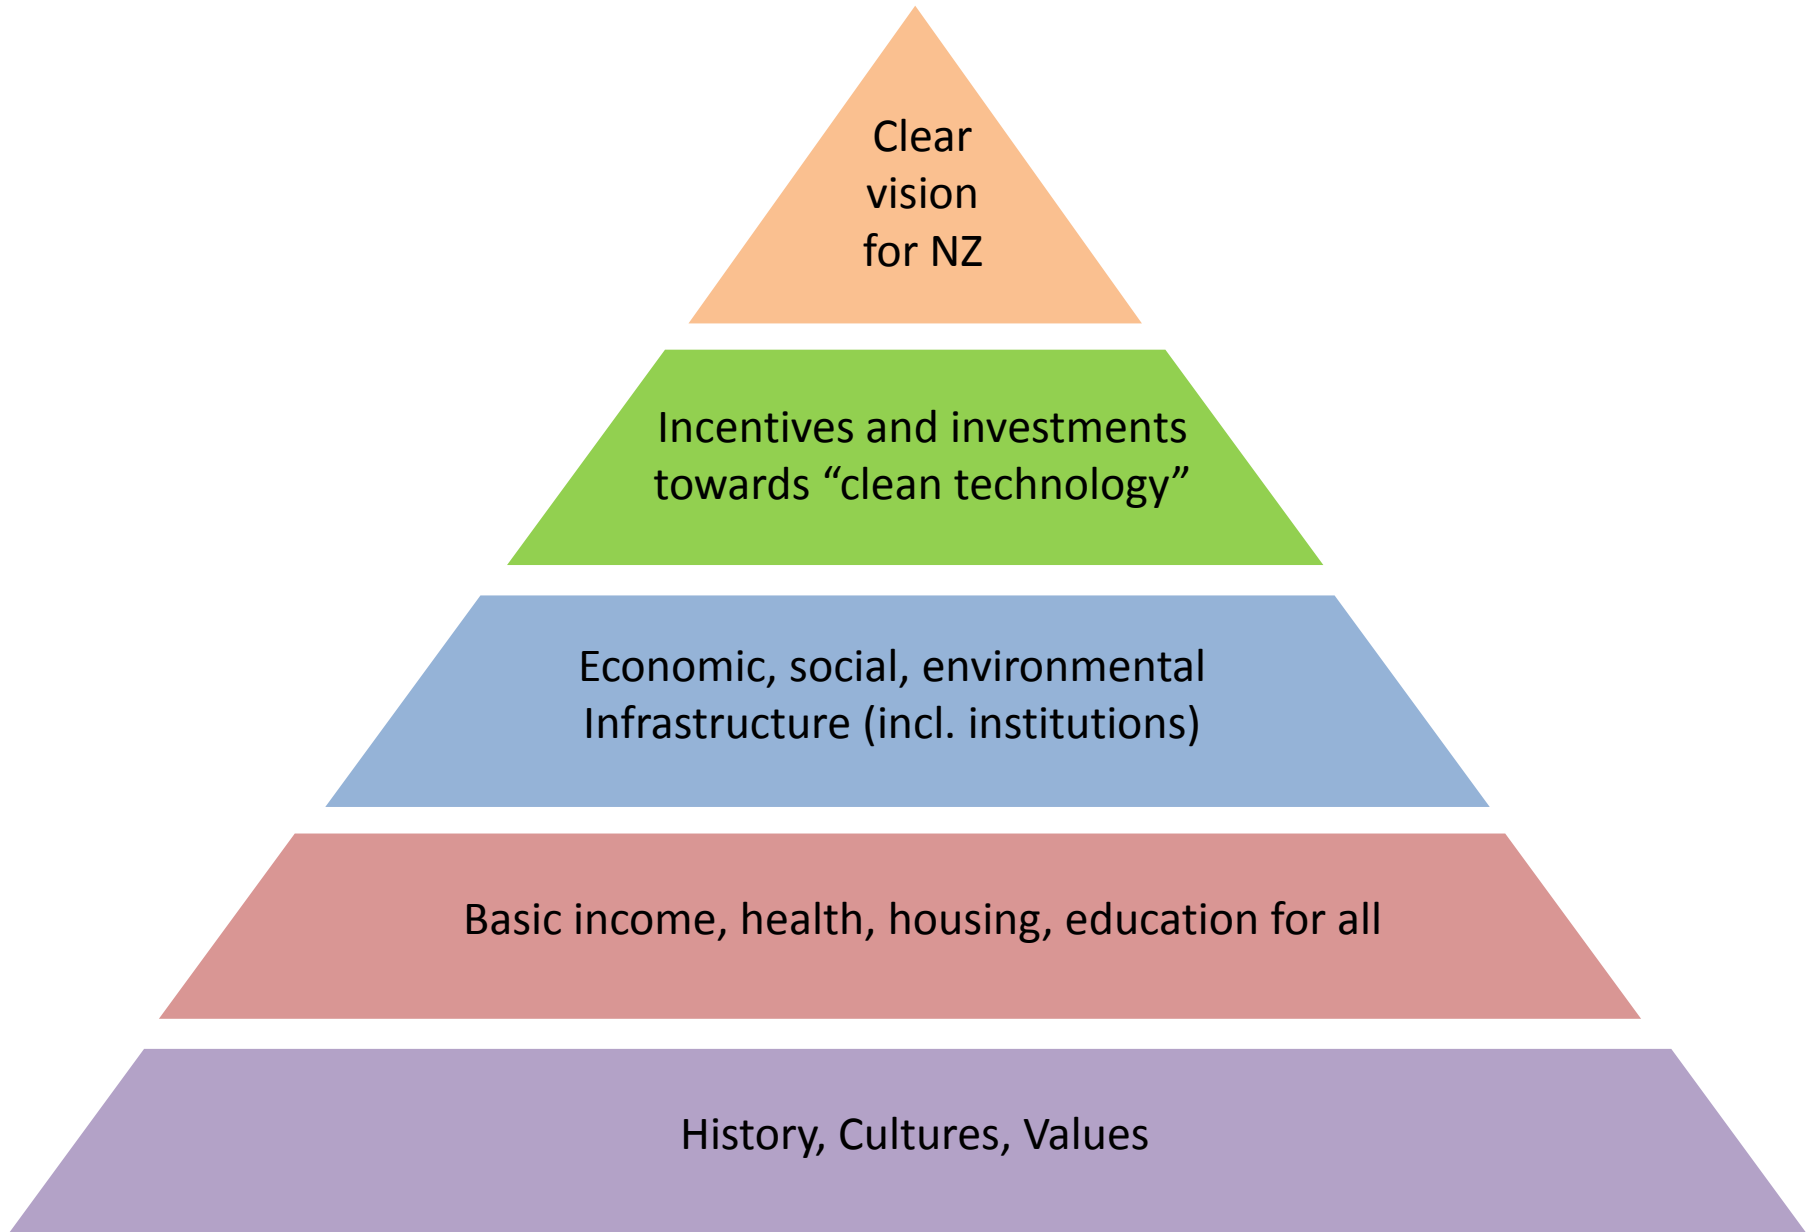 Clear
vision
for NZ
Incentives and investments
towards “clean technology”
Economic, social, environmental
Infrastructure (incl. institutions)
Basic income, health, housing, education for all
History, Cultures, Values